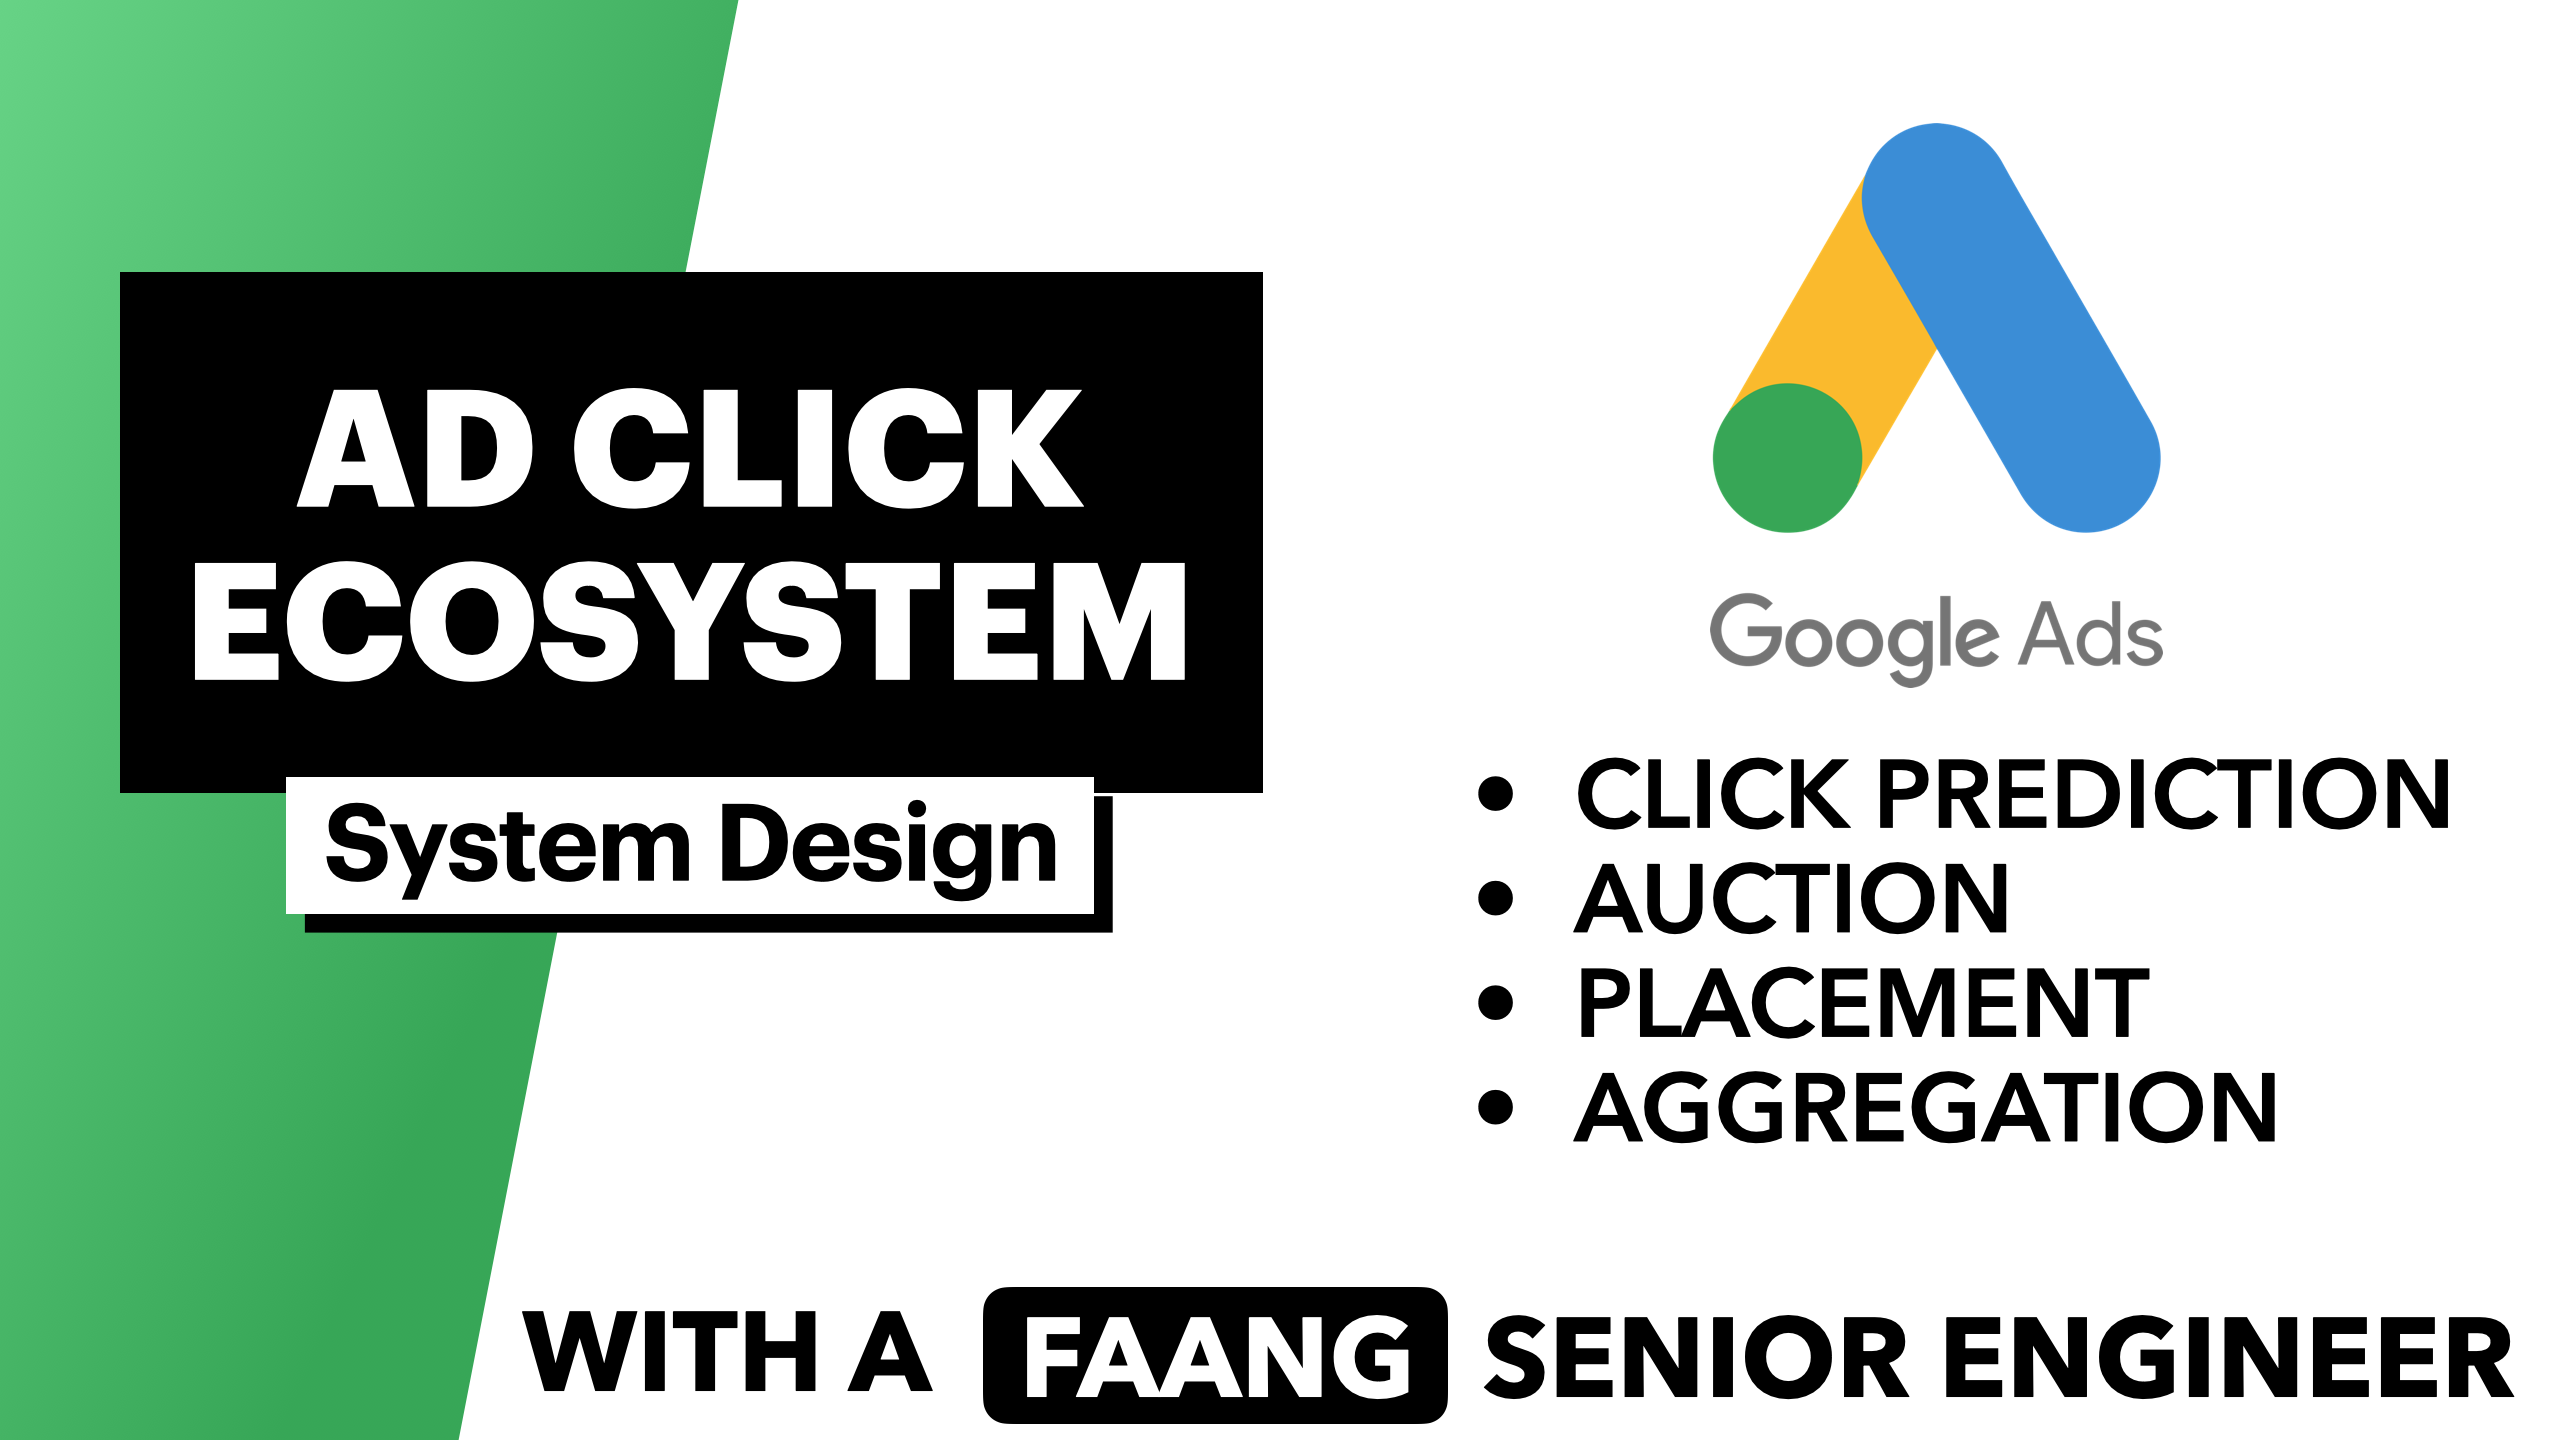 AD CLICK
ECOSYSTEM
System Design
Google Ads
• CLICK PREDICTION
• AUCTION
• PLACEMENT
• AGGREGATION
WITH A FAANG SENIOR ENGINEER